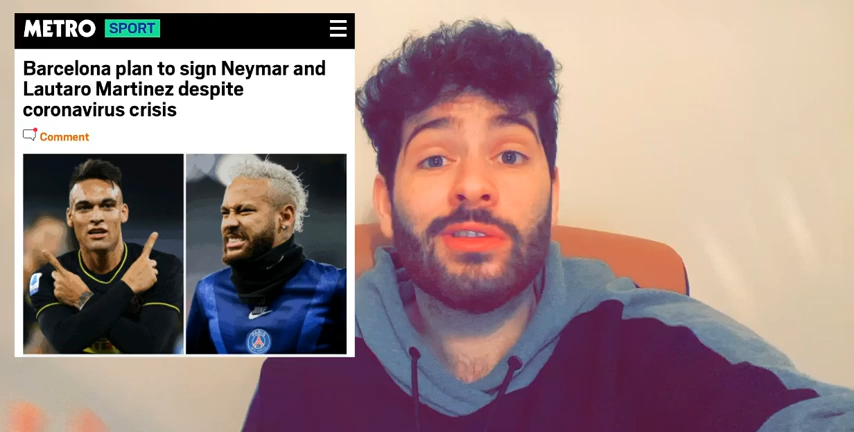 METRO SPORT
Barcelona plan to sign Neymar and
Lautaro Martinez despite
coronavirus crisis
Comment